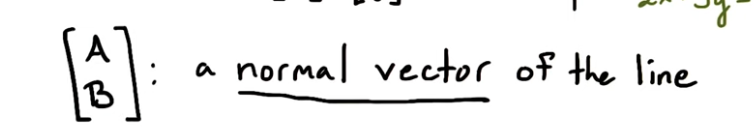 [A
B] : a normal vector of the line